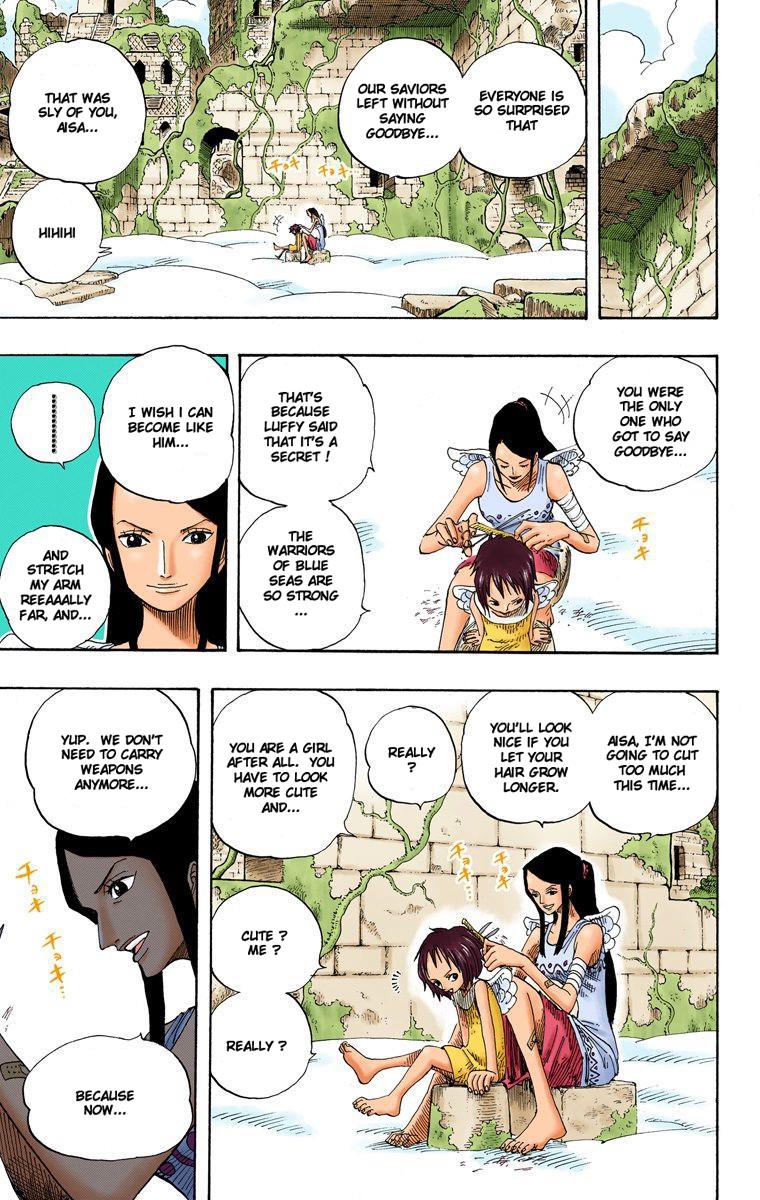 EVERYONE IS
SO SURPRISED
THAT
OUR SAVIORS
LEFT WITHOUT
SAYING
GOODBYE...
THAT WAS
SLY OF YOU,
AISA...
HIHIHI
チョキ
チョキ
YOU WERE
THE ONLY
ONE WHO
GOT TO SAY
GOODBYE...
THAT'S
BECAUSE
LUFFY SAID
THAT IT'S A
SECRET !
THE
WARRIORS
OF BLUE
SEAS ARE
SO STRONG
...
チョキ
I WISH I CAN
BECOME LIKE
HIM...
AND
STRETCH
MY ARM
REEAAALLY
FAR, AND...
AISA, I'M NOT
GOING TO CUT
TOO MUCH
THIS TIME...
YOU'LL LOOK
NICE IF YOU
LET YOUR
HAIR GROW
LONGER.
REALLY
?
YOU ARE A GIRL
AFTER ALL. YOU
HAVE TO LOOK
MORE CUTE
AND...
チョキ
チョキ...
CUTE ?
ME ?
REALLY ?
YUP. WE DON'T
NEED TO CARRY
WEAPONS
ANYMORE...
チョキ
チョキ...
BECAUSE
NOW...